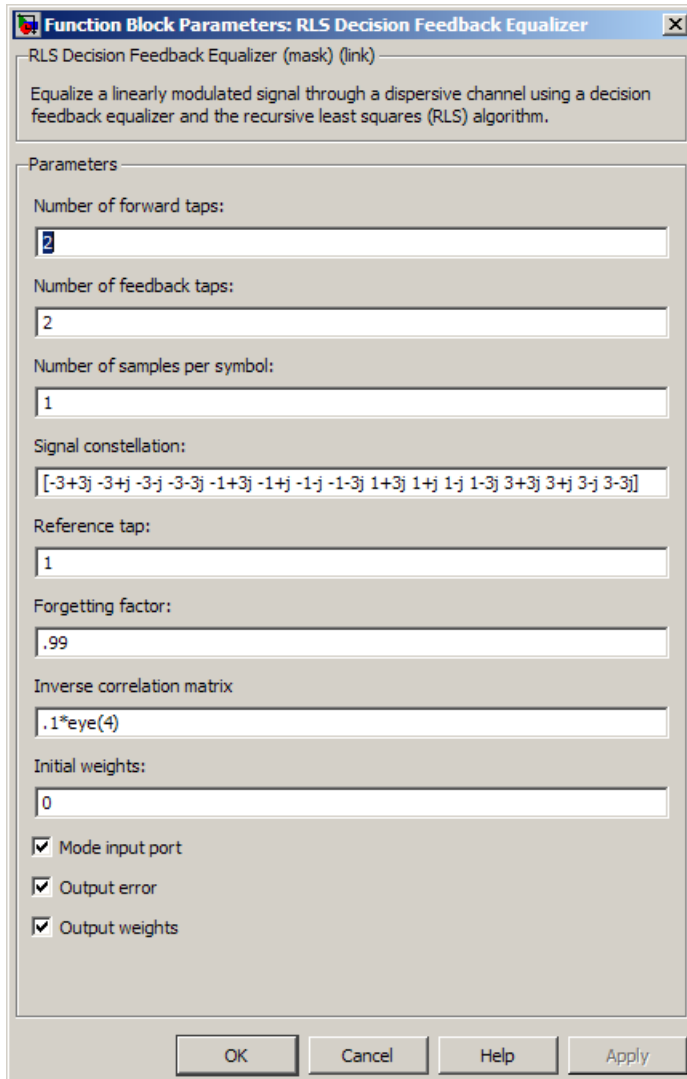 Function Block Parameters: RLS Decision Feedback Equalizer
RLS Decision Feedback Equalizer (mask) (link)
Equalize a linearly modulated signal through a dispersive channel using a decision
feedback equalizer and the recursive least squares (RLS) algorithm.
Parameters
Number of forward taps:
2
Number of feedback taps:
2
Number of samples per symbol:
1
Signal constellation:
[-3+3j -3+j -3-j -3-3j -1+3j -1+j -1-j -1-3j 1+3j 1+j 1-j 1-3j 3+3j 3+j 3-j 3-3j]
Reference tap:
1
Forgetting factor:
.99
Inverse correlation matrix
.1*eye(4)
Initial weights:
0
Mode input port
Output error
Output weights
OK Cancel Help Apply